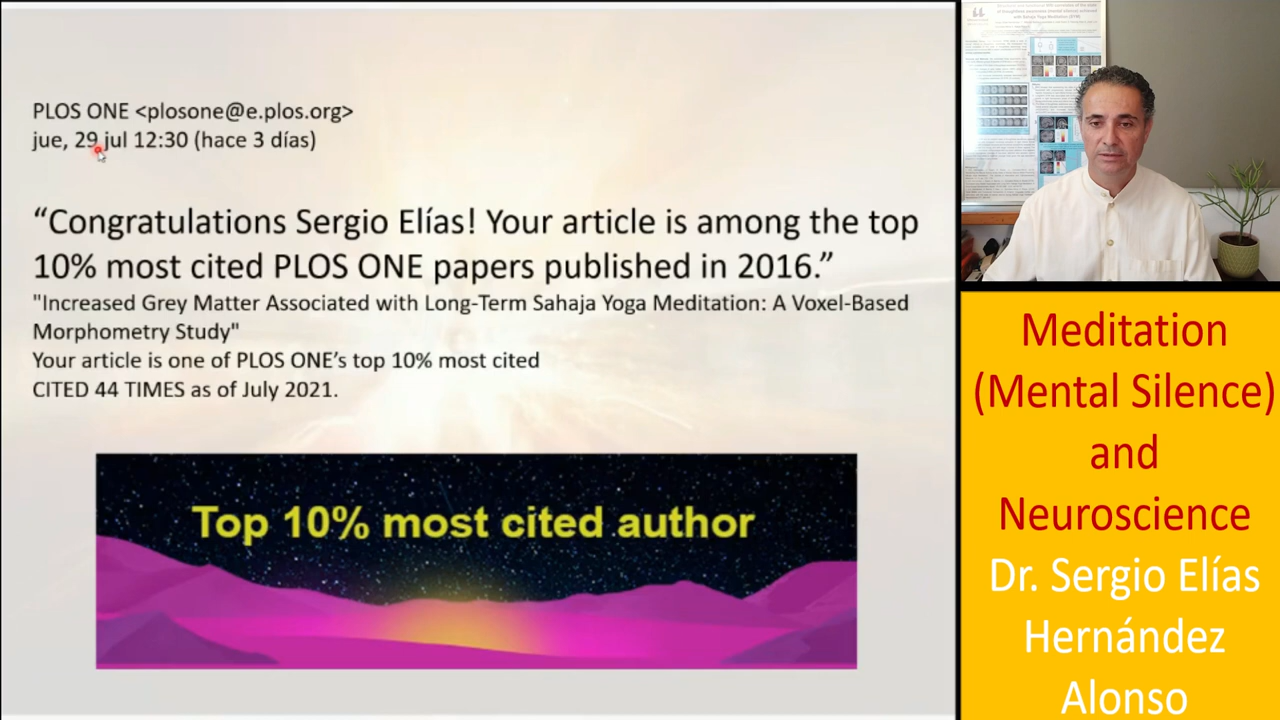 PLOS ONE <plosone@e.plos.org>
jue, 29 jul 12:30 (hace 3 días)
“Congratulations Sergio Elías! Your article is among the top
10% most cited PLOS ONE papers published in 2016.”
"Increased Grey Matter Associated with Long-Term Sahaja Yoga Meditation: A Voxel-Based
Morphometry Study"
Your article is one of PLOS ONE’s top 10% most cited
CITED 44 TIMES as of July 2021.
Top 10% most cited author
Meditation
(Mental Silence)
and
Neuroscience
Dr. Sergio Elías
Hernández
Alonso